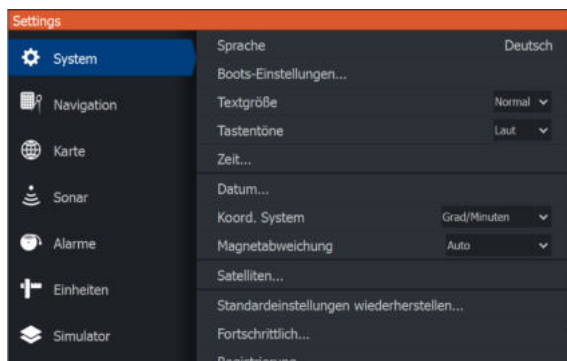 Settings
System
Navigation
Karte
Sonar
Alarme
Einheiten
Simulator
Sprache Deutsch
Boots-Einstellungen...
Textgröße Normal
Tastentöne Laut
Zeit...
Datum...
Koord. System Grad/Minuten
Magnetabweichung Auto
Satelliten...
Standardeinstellungen wiederherstellen...
Fortschrittlich...
Registrierung